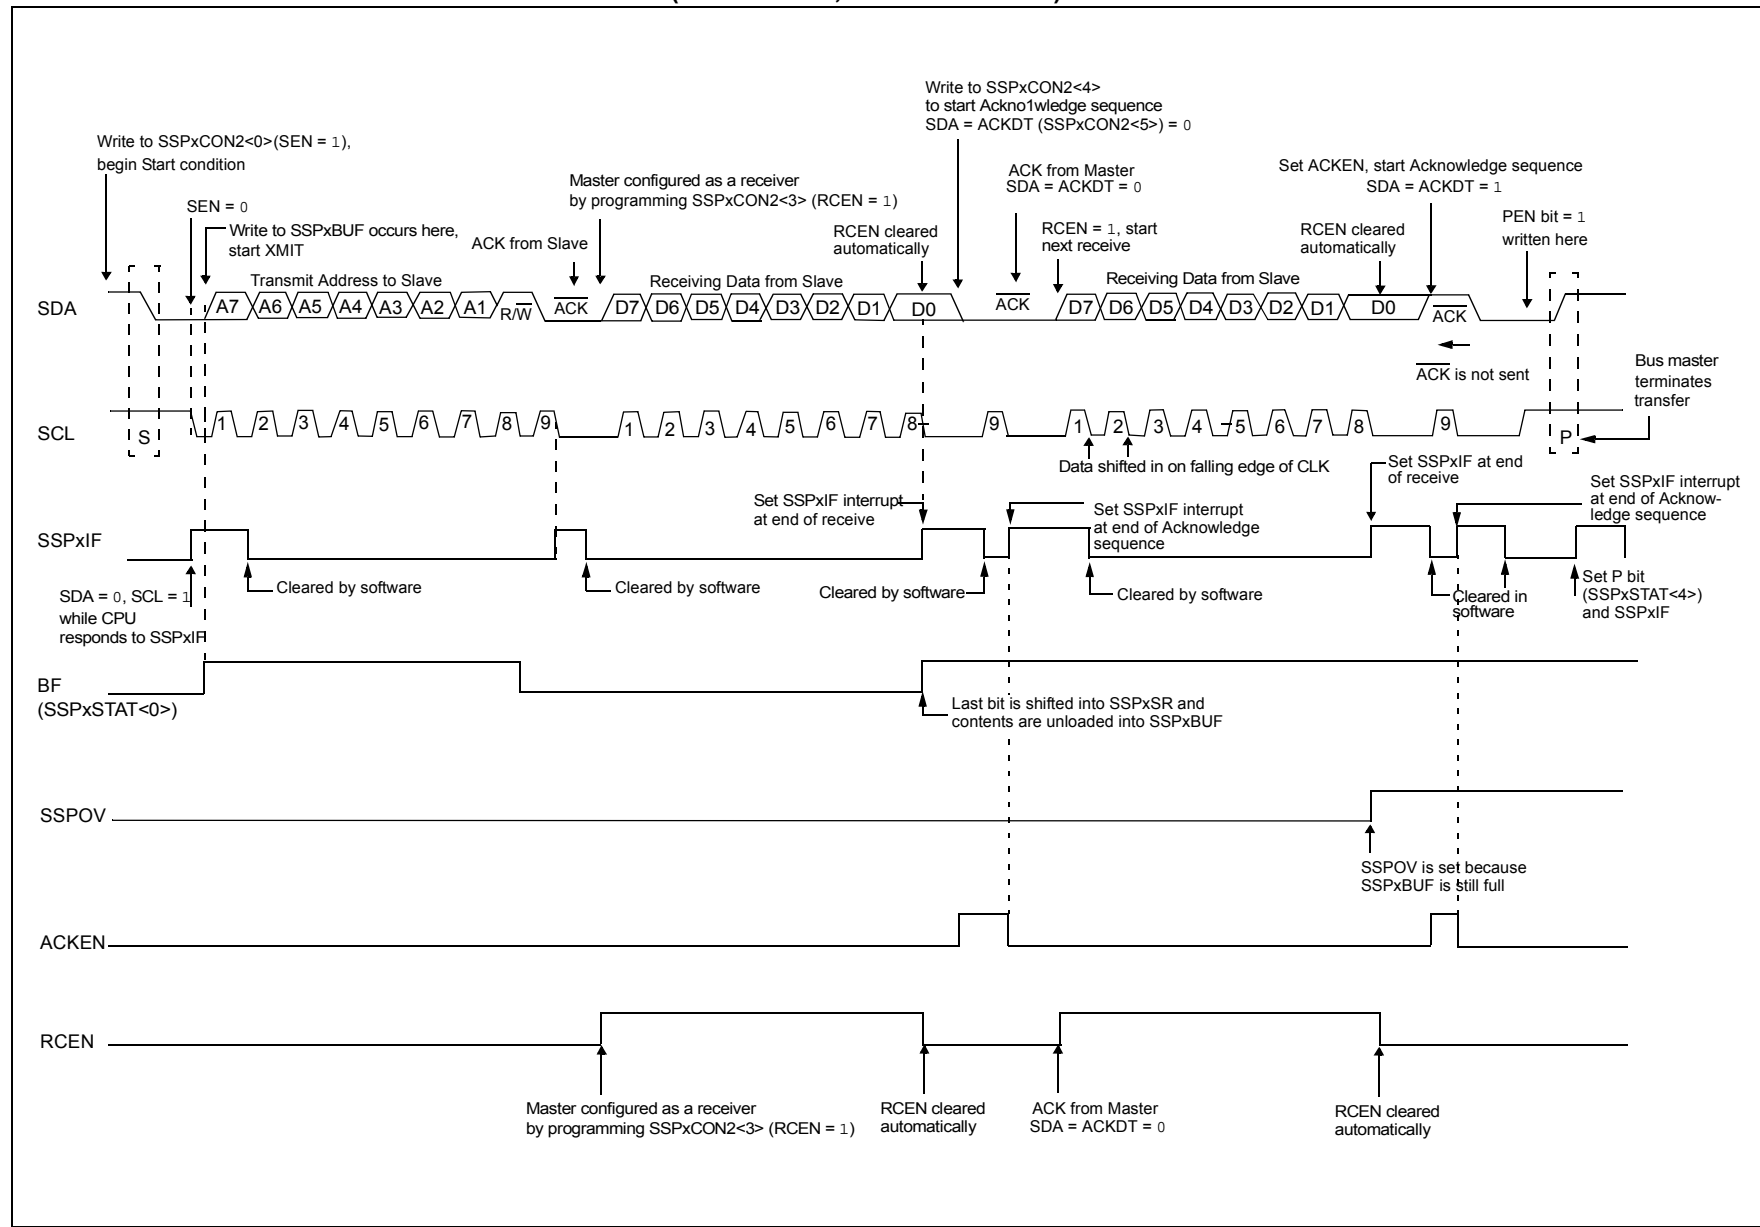 Write to SSPxCON2<4>
to start Ackno1wledge sequence
SDA = ACKDT (SSPxCON2<5>) = 0
Write to SSPxCON2<0>(SEN = 1),
begin Start condition
Master configured as a receiver
by programming SSPxCON2<3> (RCEN = 1)
ACK from Master
SDA = ACKDT = 0
Set ACKEN, start Acknowledge sequence
SDA = ACKDT = 1
SEN = 0
Write to SSPxBUF occurs here,
start XMIT
ACK from Slave
RCEN cleared
automatically
RCEN = 1, start
next receive
RCEN cleared
automatically
PEN bit = 1
written here
Transmit Address to Slave
Receiving Data from Slave
Receiving Data from Slave
SDA
A7 A6 A5 A4 A3 A2 A1 R/W ACK D7 D6 D5 D4 D3 D2 D1 D0 ACK D7 D6 D5 D4 D3 D2 D1 D0 ACK
ACK is not sent
Bus master
terminates
transfer
SCL
S 1 2 3 4 5 6 7 8 9 1 2 3 4 5 6 7 8 9 1 2 3 4 5 6 7 8 9 P
Data shifted in on falling edge of CLK
Set SSPxIF at end
of receive
Set SSPxIF interrupt
at end of receive
Set SSPxIF interrupt
at end of Acknowledge
sequence
Set SSPxIF interrupt
at end of Acknow-
ledge sequence
SSPxIF
SDA = 0, SCL = 1
while CPU
responds to SSPxIF
Cleared by software
Cleared by software
Cleared by software
Cleared by software
Cleared in
software
Set P bit
(SSPxSTAT<4>)
and SSPxIF
BF
(SSPxSTAT<0>)
Last bit is shifted into SSPxSR and
contents are unloaded into SSPxBUF
SSPOV
SSPOV is set because
SSPxBUF is still full
ACKEN
RCEN
Master configured as a receiver
by programming SSPxCON2<3> (RCEN = 1)
RCEN cleared
automatically
ACK from Master
SDA = ACKDT = 0
RCEN cleared
automatically